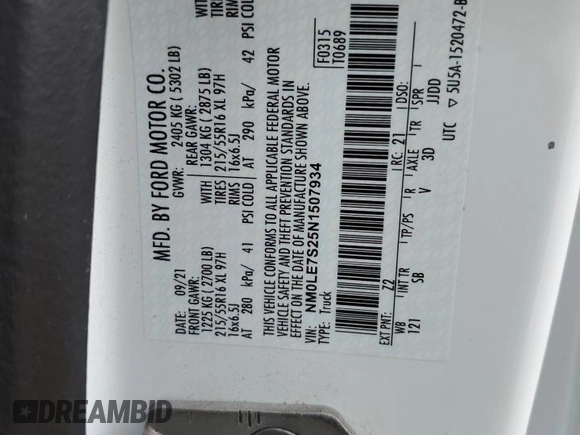 MFD. BY FORD MOTOR CO.
DATE: 09/21 GVWR: 2405 KG ( 5302 LB)
FRONT GAWR: REAR GAWR:
1225 KG ( 2700 LB) WITH 1304 KG ( 2875 LB) WITH
215/55R16 XL 97H TIRES 215/55R16 XL 97H TIRES
16x6.5J RIMS 16x6.5J RIMS
AT 280 kPa/ 41 PSI COLD AT 290 kPa/ 42 PSI COLD
THIS VEHICLE CONFORMS TO ALL APPLICABLE FEDERAL MOTOR
VEHICLE SAFETY AND THEFT PREVENTION STANDARDS IN
EFFECT ON THE DATE OF MANUFACTURE SHOWN ABOVE.
VIN: NM0LE7S25N1507934 F0315
TYPE: Truck T0689
EXT PNT: Z2 RC: 21 DSO:
WB INT TR TP/PS R AXLE TR SPR
121 SB V 3D JJDD
UTC ▽ 5U5A-1520472-B
DREAMBID